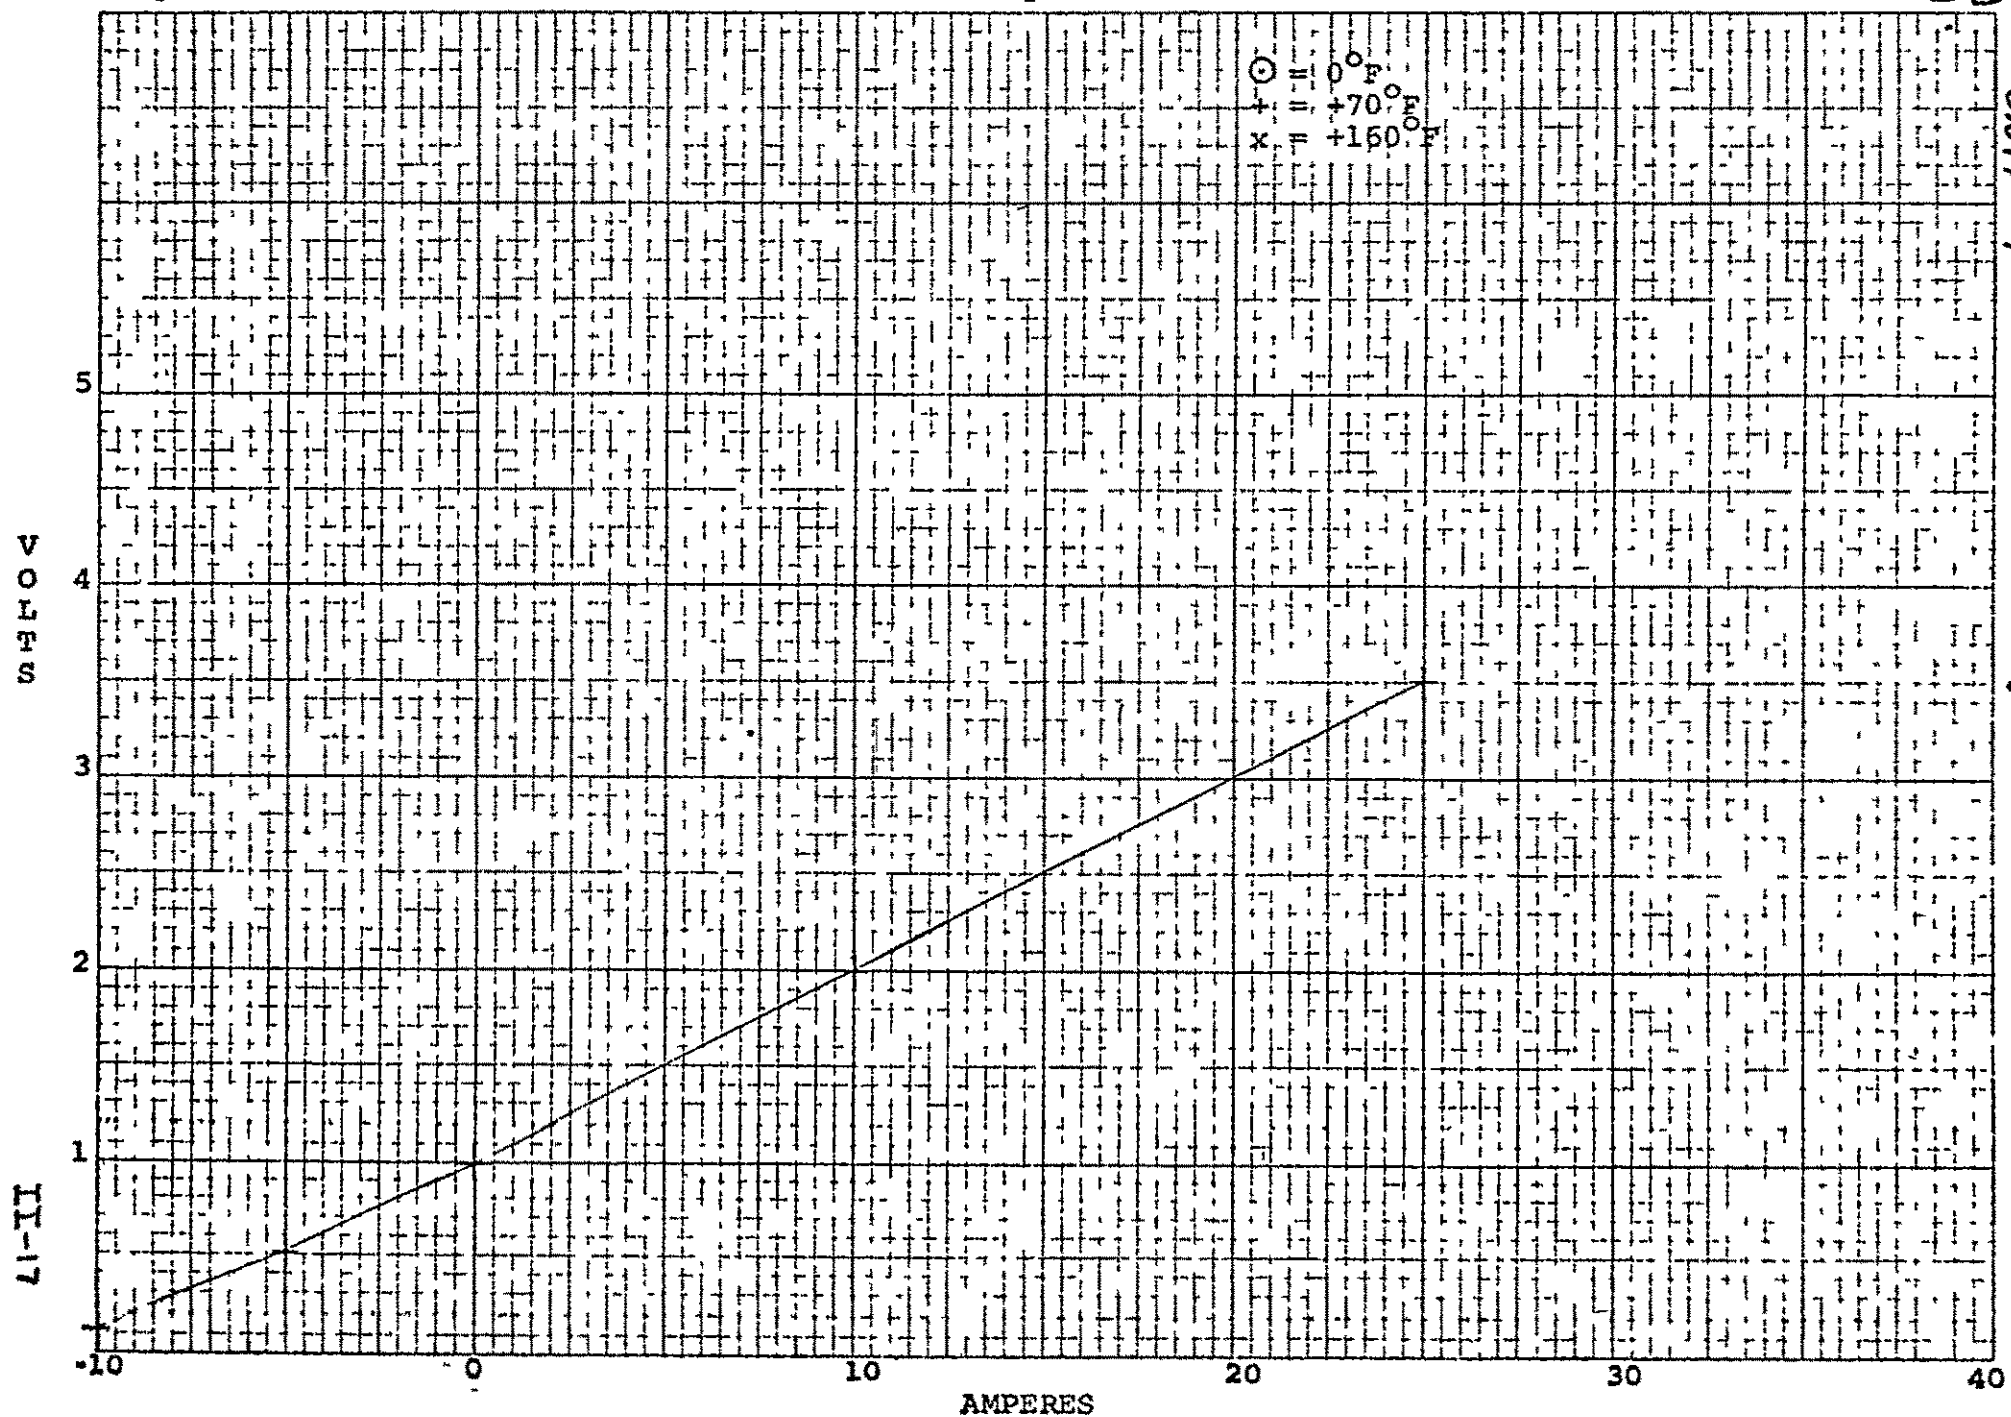 ⊙ = 0°F
+ = +70°F
x = +160°F
5
4
3
2
1
VOLTS
-10 0 10 20 30 40
AMPERES
II-17